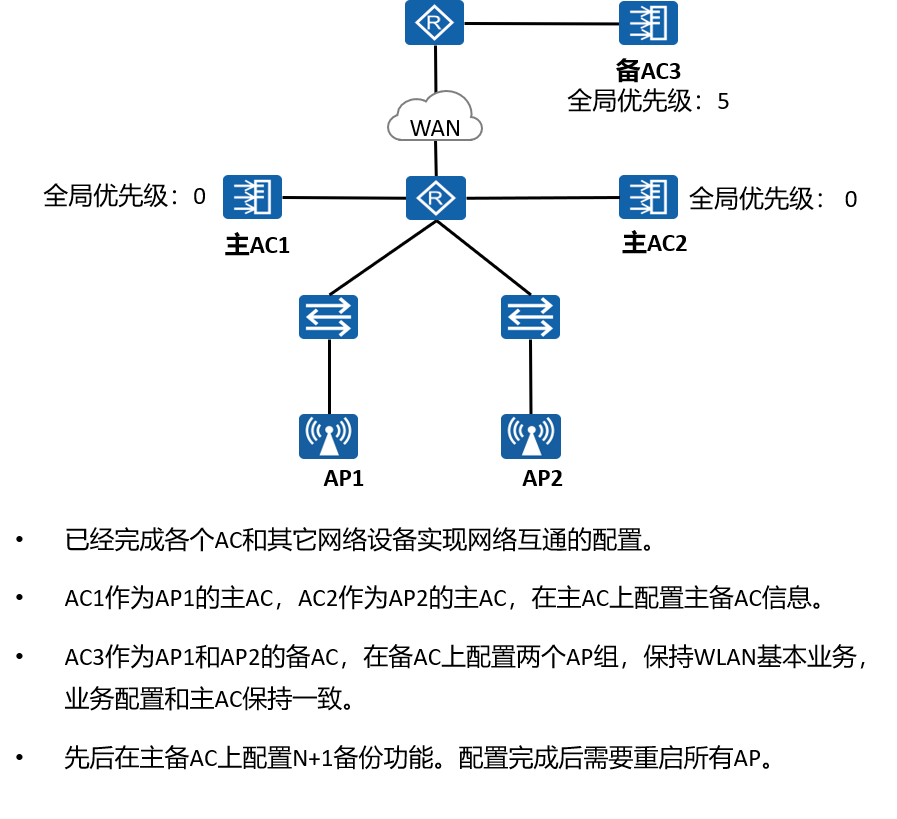 R
备AC3
全局优先级：5
WAN
全局优先级：0
R
全局优先级： 0
主AC1
主AC2
AP1
AP2
• 已经完成各个AC和其它网络设备实现网络互通的配置。
• AC1作为AP1的主AC，AC2作为AP2的主AC，在主AC上配置主备AC信息。
• AC3作为AP1和AP2的备AC，在备AC上配置两个AP组，保持WLAN基本业务，
业务配置和主AC保持一致。
• 先后在主备AC上配置N+1备份功能。配置完成后需要重启所有AP。